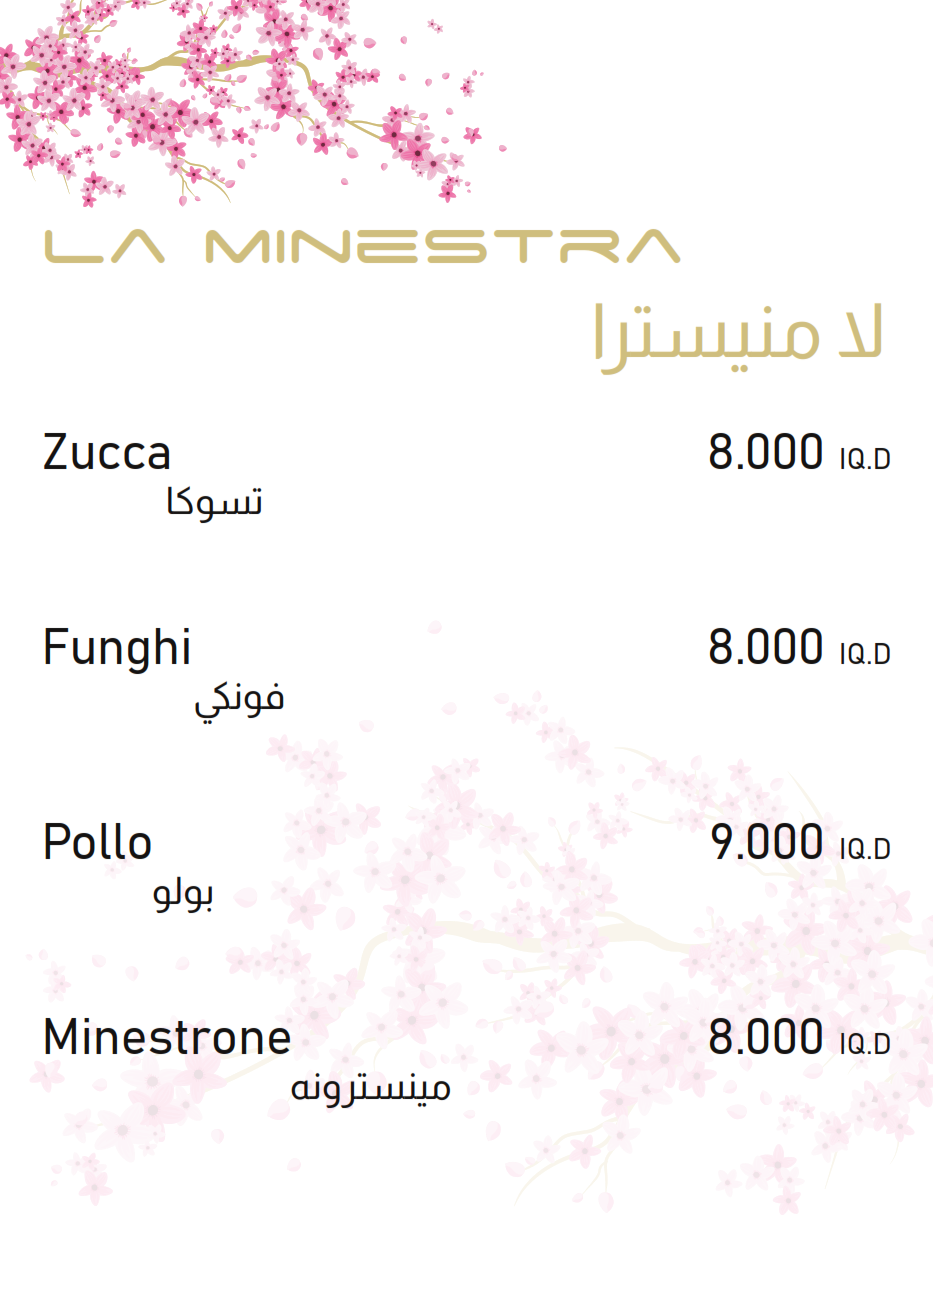 LA MINESTRA
لا منيسترا
Zucca 8.000 IQ.D
تسوكا
Funghi 8.000 IQ.D
فونكي
Pollo 9.000 IQ.D
بولو
Minestrone 8.000 IQ.D
مينسترونه